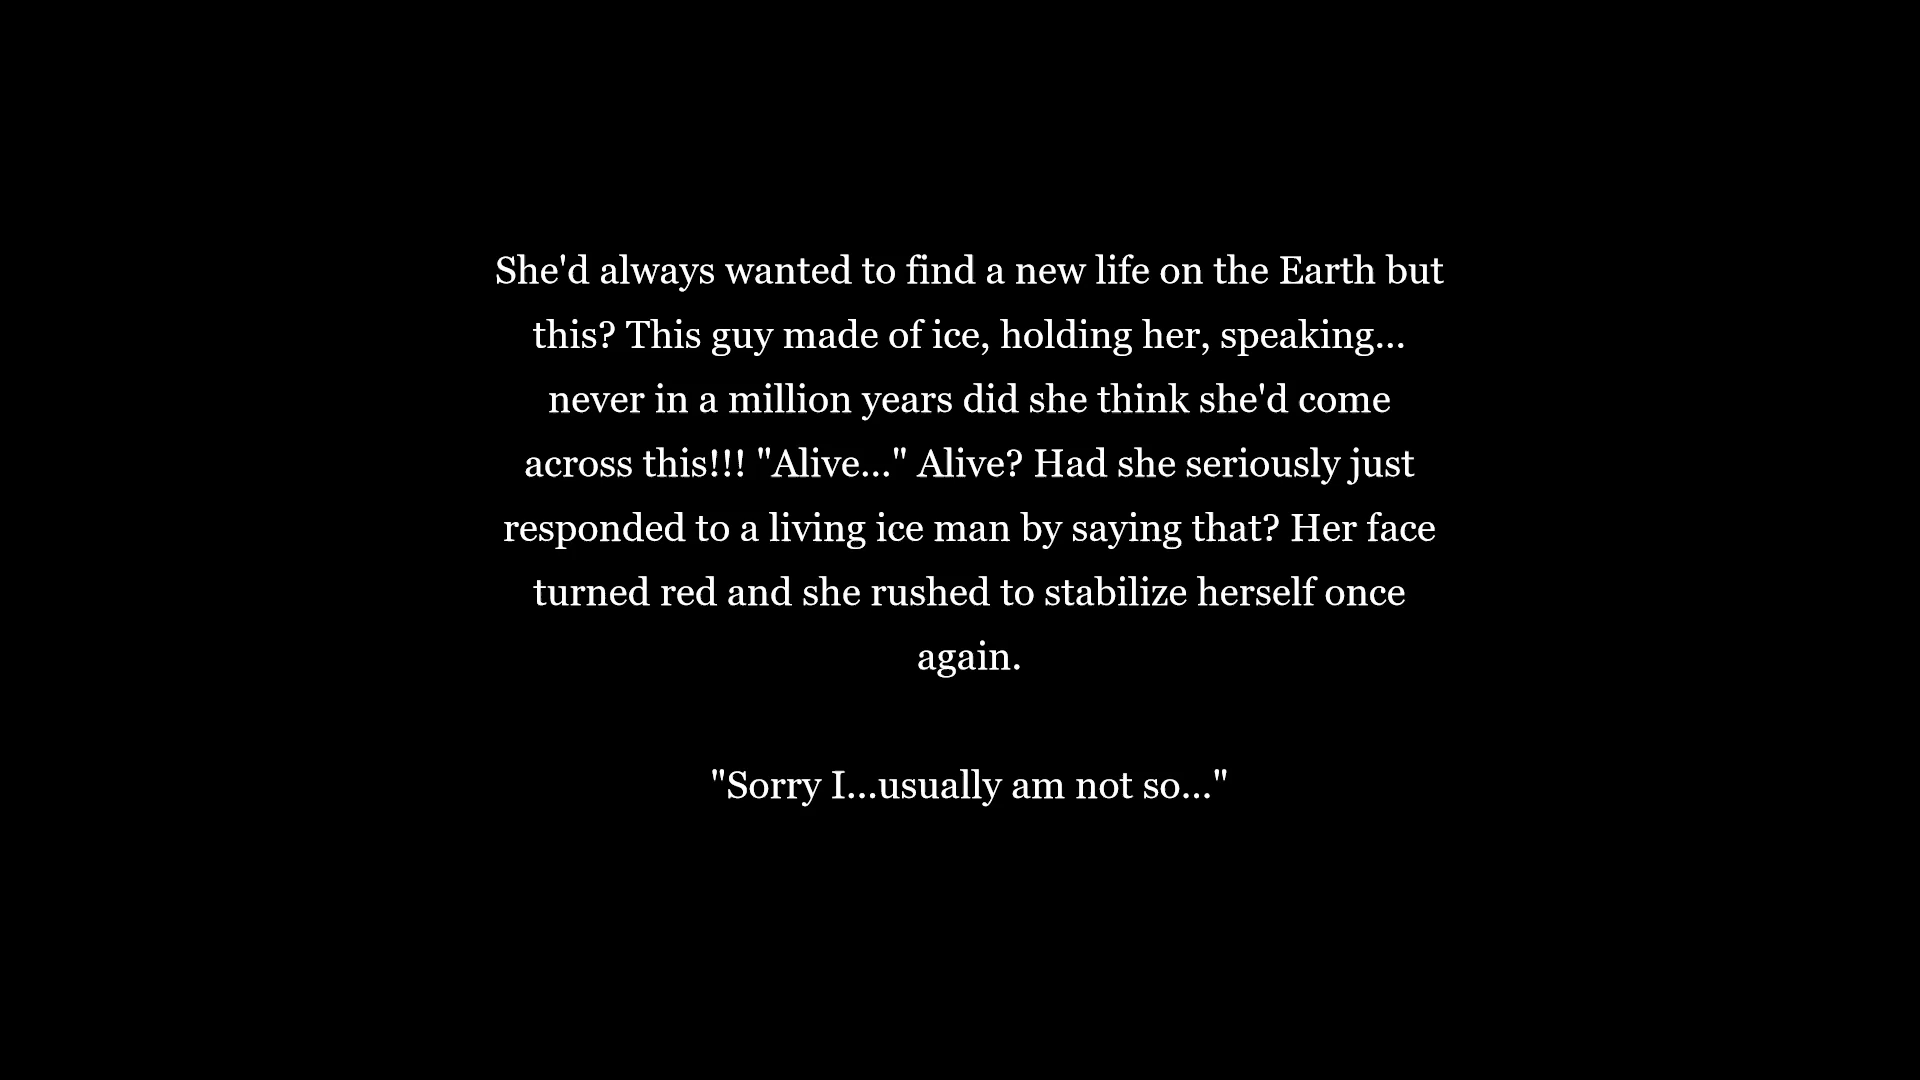 She'd always wanted to find a new life on the Earth but
this? This guy made of ice, holding her, speaking...
never in a million years did she think she'd come
across this!!! "Alive..." Alive? Had she seriously just
responded to a living ice man by saying that? Her face
turned red and she rushed to stabilize herself once
again.
"Sorry I...usually am not so..."